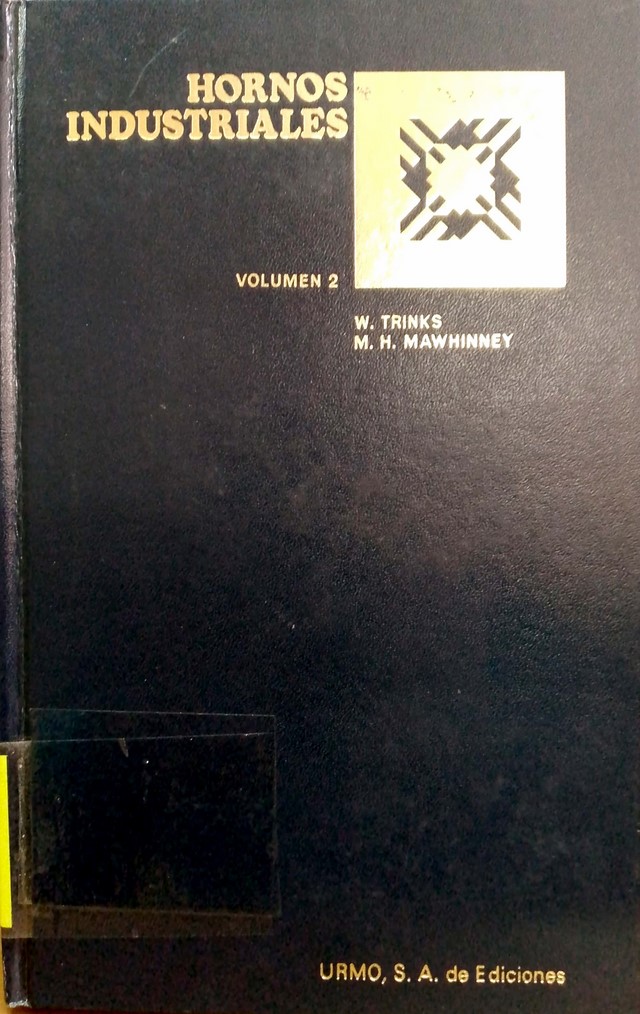 HORNOS
INDUSTRIALES
VOLUMEN 2
W. TRINKS
M. H. MAWHINNEY
URMO, S. A. de Ediciones